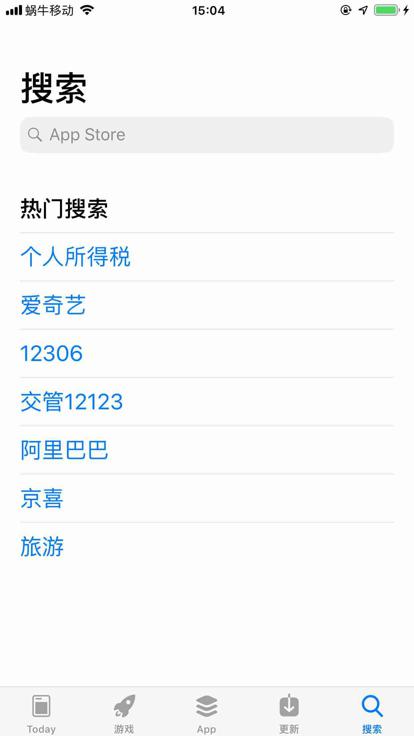 蜗牛移动 15:04
搜索
App Store
热门搜索
个人所得税
爱奇艺
12306
交管12123
阿里巴巴
京喜
旅游
Today 游戏 App 更新 搜索